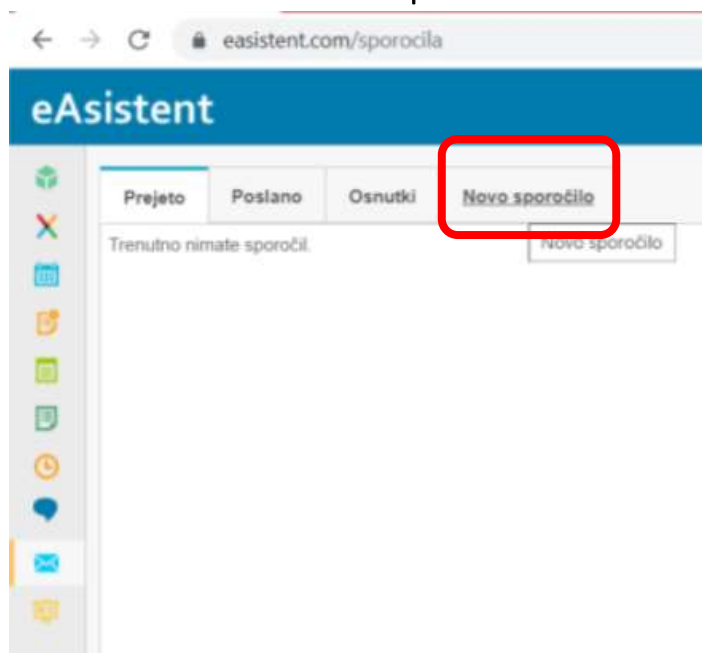 easistent.com/sporocila
eAsistent
Prejeto Poslano Osnutki Novo sporočilo
Trenutno nimate sporočil.
Novo sporočilo